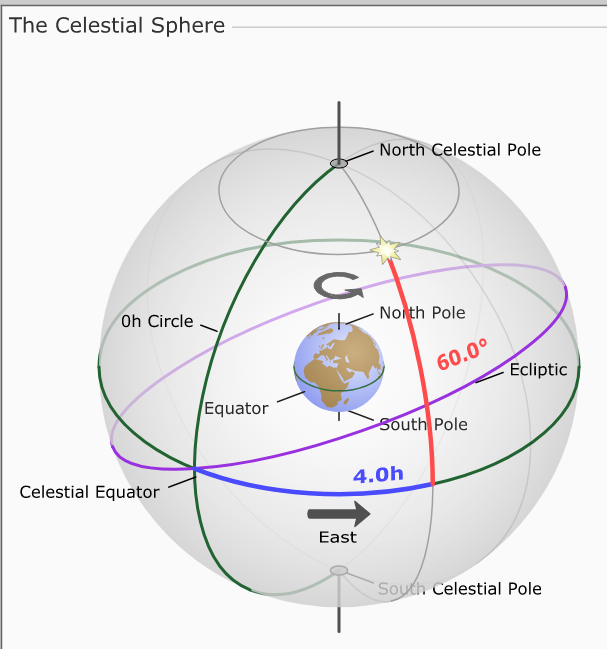 The Celestial Sphere
North Celestial Pole
North Pole
0h Circle
60.0°
Ecliptic
Equator
South Pole
4.0h
Celestial Equator
East
South Celestial Pole